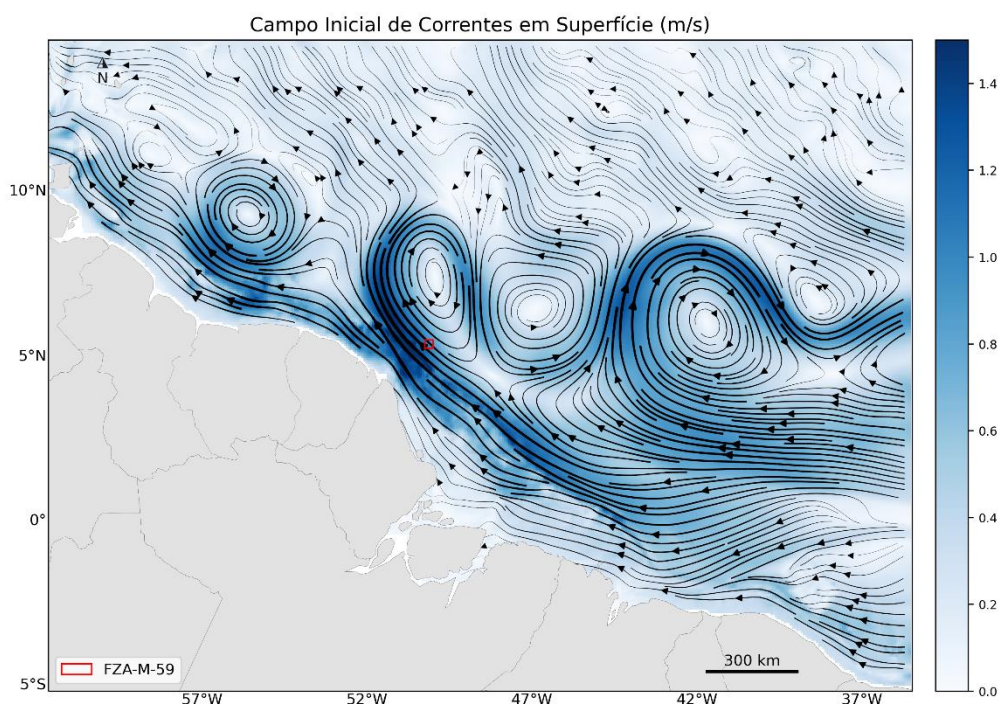 Campo Inicial de Correntes em Superfície (m/s)
N
10°N
5°N
0°
5°S
57°W
52°W
47°W
42°W
37°W
FZA-M-59
300 km
1.4
1.2
1.0
0.8
0.6
0.4
0.2
0.0